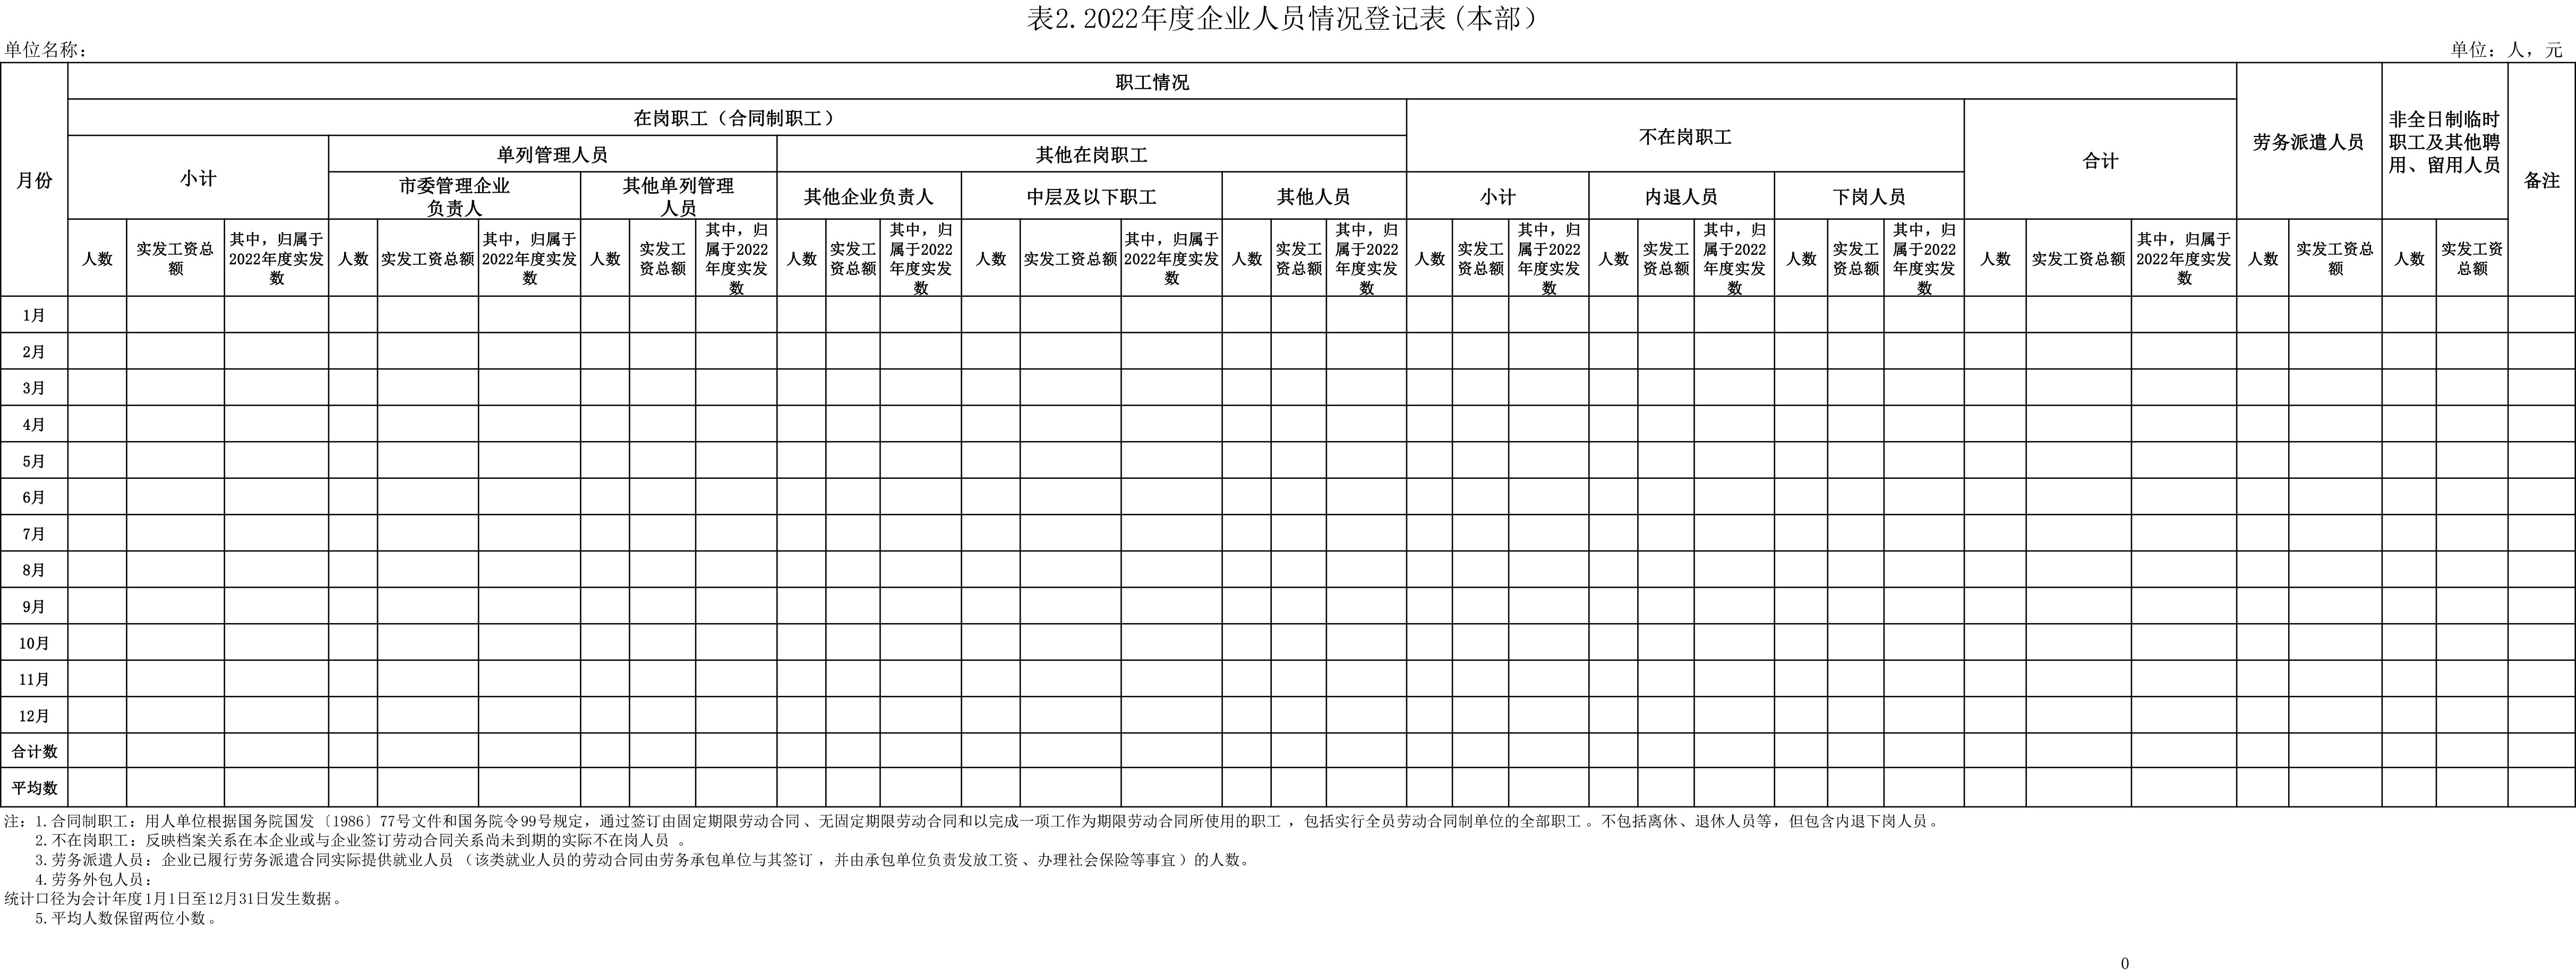 表2.2022年度企业人员情况登记表(本部）
单位名称：
单位：人，元
月份
职工情况
劳务派遣人员
非全日制临时
职工及其他聘
用、留用人员
备注
在岗职工（合同制职工）
不在岗职工
合计
小计
单列管理人员
其他在岗职工
市委管理企业
负责人
其他单列管理
人员
其他企业负责人
中层及以下职工
其他人员
小计
内退人员
下岗人员
人数
实发工资总
额
其中，归属于
2022年度实发
数
人数
实发工资总额
其中，归属于
2022年度实发
数
人数
实发工
资总额
其中，归
属于2022
年度实发
数
人数
实发工
资总额
其中，归
属于2022
年度实发
数
人数
实发工资总额
其中，归属于
2022年度实发
数
人数
实发工
资总额
其中，归
属于2022
年度实发
数
人数
实发工
资总额
其中，归
属于2022
年度实发
数
人数
实发工
资总额
其中，归
属于2022
年度实发
数
人数
实发工
资总额
其中，归
属于2022
年度实发
数
人数
实发工资总额
其中，归属于
2022年度实发
数
人数
实发工资总
额
人数
实发工资
总额
1月
2月
3月
4月
5月
6月
7月
8月
9月
10月
11月
12月
合计数
平均数
注：1.合同制职工：用人单位根据国务院国发〔1986〕77号文件和国务院令99号规定，通过签订由固定期限劳动合同、无固定期限劳动合同和以完成一项工作为期限劳动合同所使用的职工，包括实行全员劳动合同制单位的全部职工。不包括离休、退休人员等，但包含内退下岗人员。
2.不在岗职工：反映档案关系在本企业或与企业签订劳动合同关系尚未到期的实际不在岗人员。
3.劳务派遣人员：企业已履行劳务派遣合同实际提供就业人员（该类就业人员的劳动合同由劳务承包单位与其签订，并由承包单位负责发放工资、办理社会保险等事宜）的人数。
4.劳务外包人员：
统计口径为会计年度1月1日至12月31日发生数据。
5.平均人数保留两位小数。
0